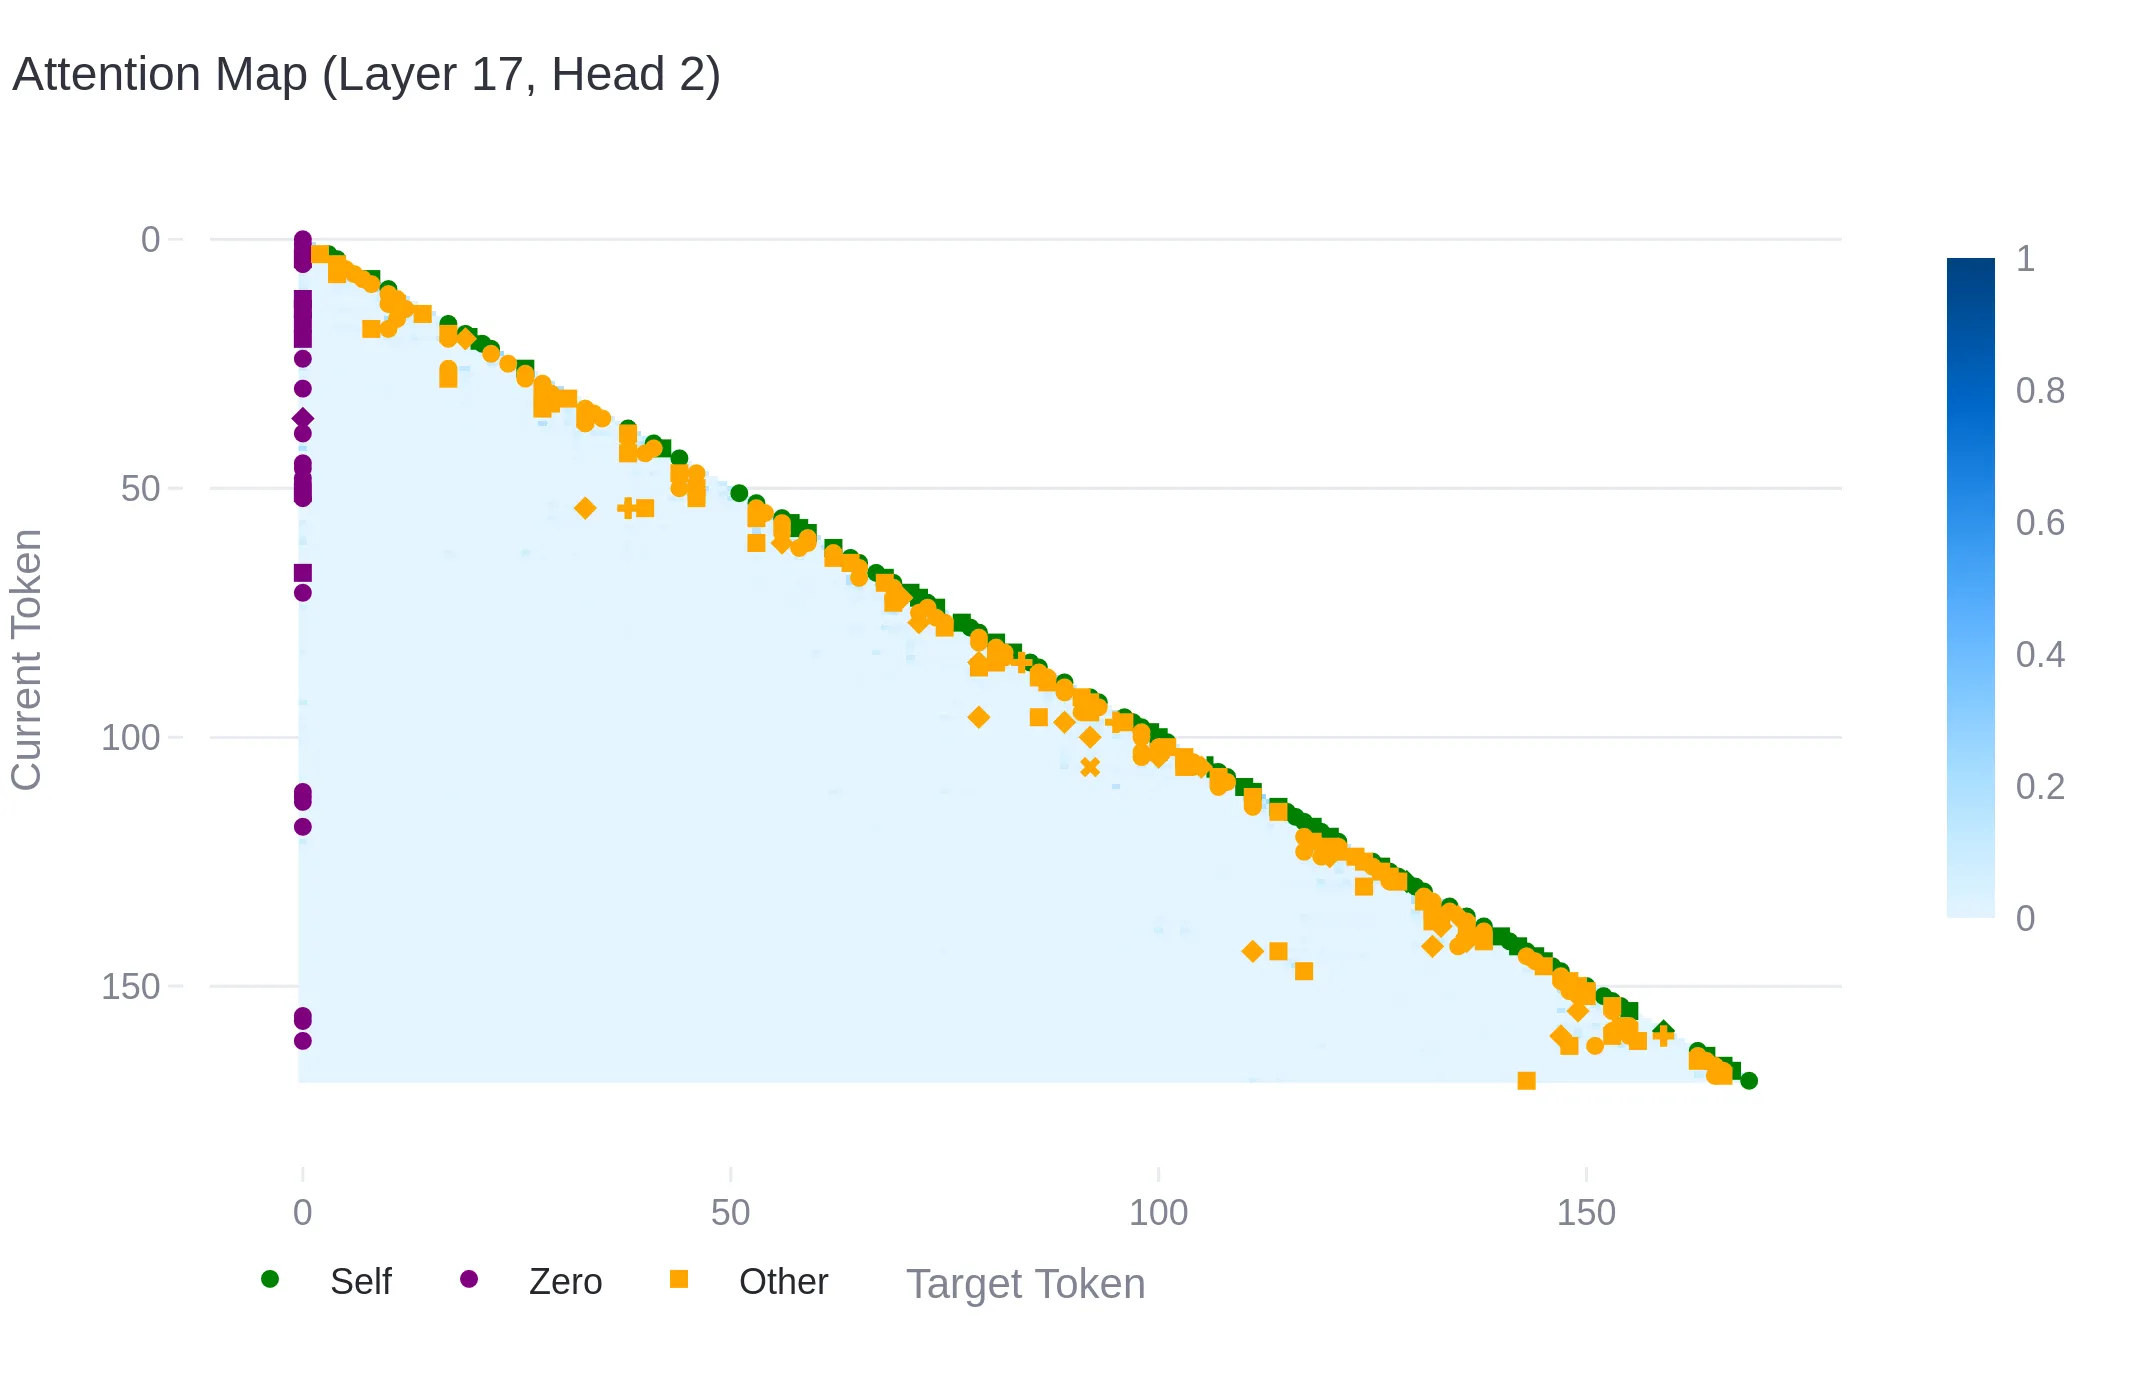 Attention Map (Layer 17, Head 2)
0
50
100
150
Current Token
1
0.8
0.6
0.4
0.2
0
0 50 100 150
Self Zero Other Target Token